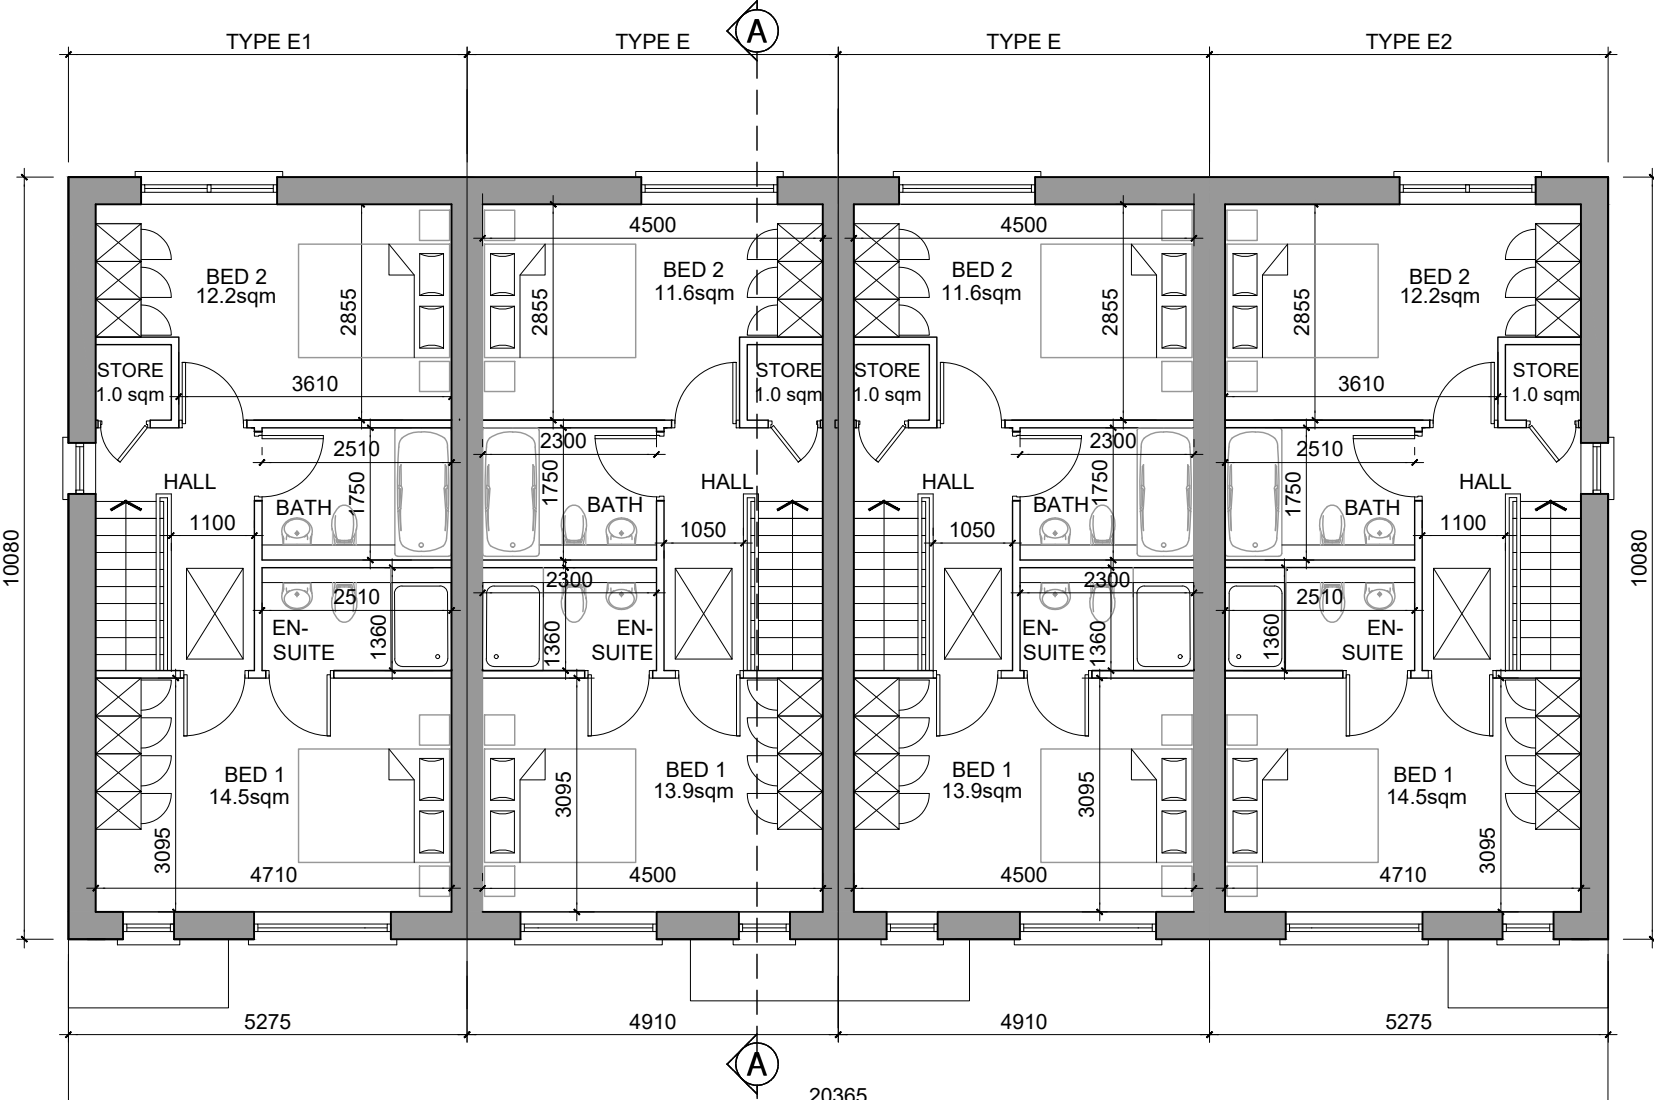 A
TYPE E1
TYPE E
TYPE E
TYPE E2
4500
4500
BED 2
12.2sqm
BED 2
11.6sqm
BED 2
11.6sqm
BED 2
12.2sqm
2855
2855
2855
2855
STORE
1.0 sqm
3610
STORE
1.0 sqm
STORE
1.0 sqm
3610
STORE
1.0 sqm
2510
2300
2300
2510
HALL
1750
1750
HALL
HALL
1750
1750
HALL
BATH
BATH
BATH
BATH
1100
1050
1050
1100
10080
10080
2510
2300
2300
2510
EN-
SUITE
1360
1360
EN-
SUITE
EN-
SUITE
1360
1360
EN-
SUITE
BED 1
14.5sqm
BED 1
13.9sqm
BED 1
13.9sqm
BED 1
14.5sqm
3095
3095
3095
3095
4710
4500
4500
4710
5275
4910
4910
5275
A
20365